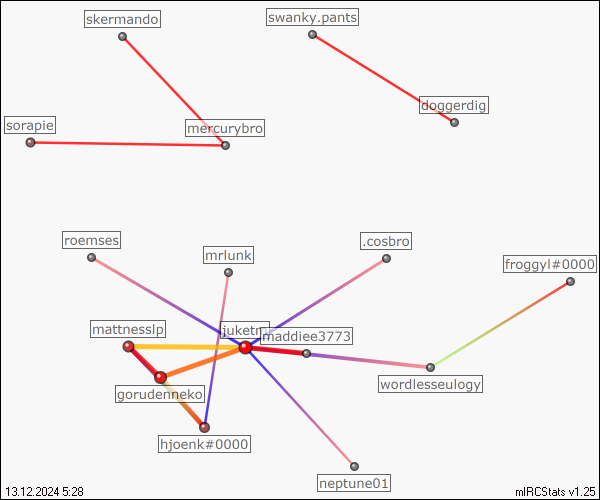 skermando
swanky.pants
doggerdig
sorapie
mercurybro
roemses
mrlunk
.cosbro
froggyl#0000
mattnesslp
maddiee3773
wordlesseulogy
gorudenneko
hjoenk#0000
neptune01
13.12.2024 5:28
mIRCStats v1.25